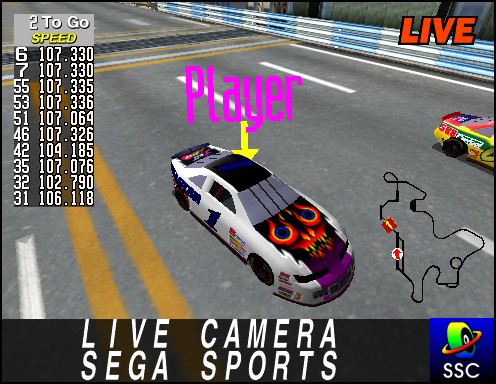 2 To Go
SPEED
6 107.330
7 107.330
55 107.335
53 107.336
51 107.064
46 107.326
42 104.185
35 107.076
32 102.790
31 106.118
LIVE
Player
1
LIVE CAMERA
SEGA SPORTS
SSC